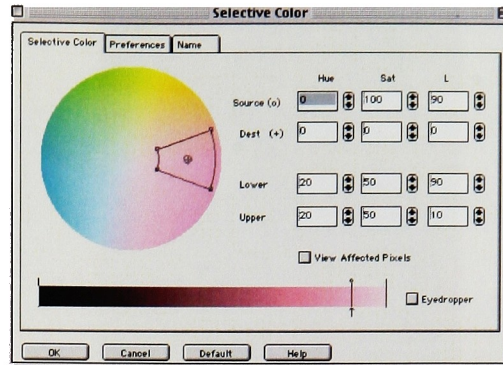 Selective Color
Selective Color Preferences Name
Hue Sat L
Source (o) 0 100 90
Dest (+) 0 0 0
Lower 20 50 90
Upper 20 50 10
View Affected Pixels
Eyedropper
OK Cancel Default Help